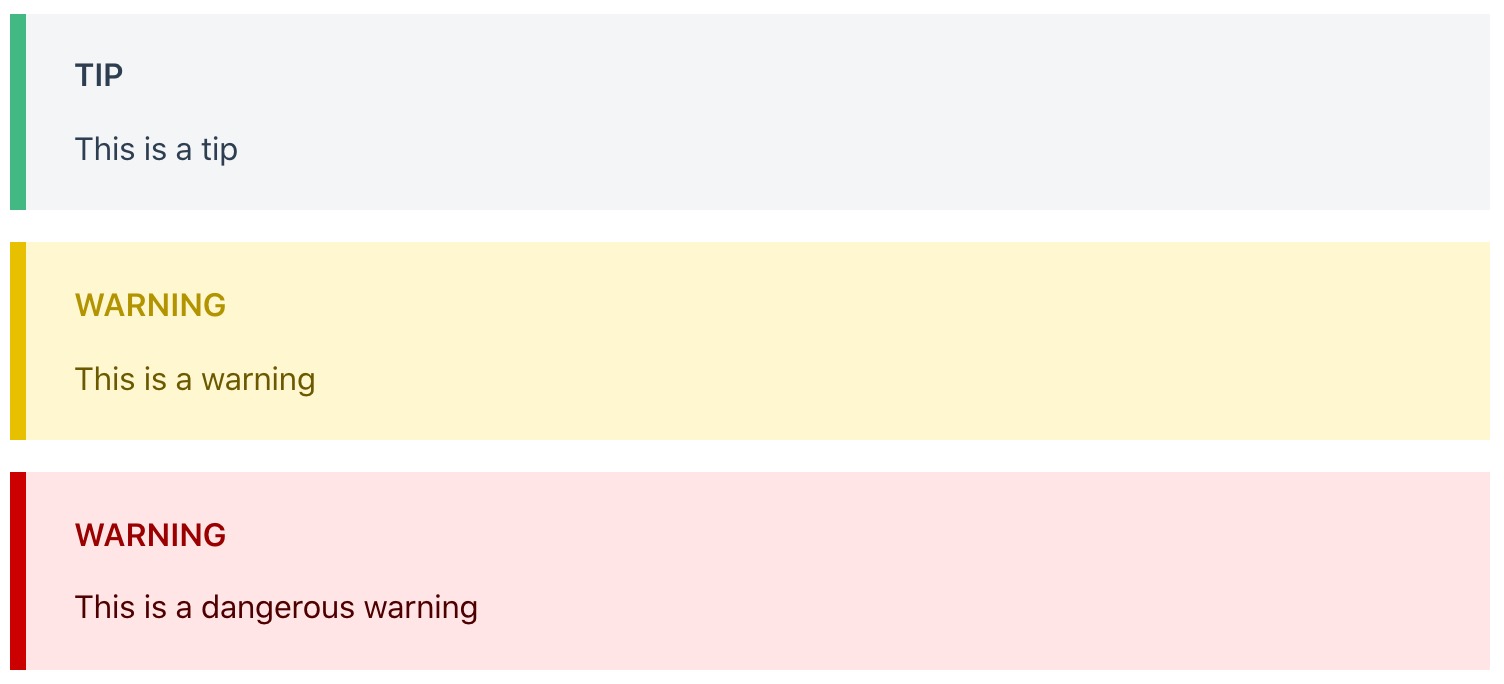 TIP
This is a tip
WARNING
This is a warning
WARNING
This is a dangerous warning